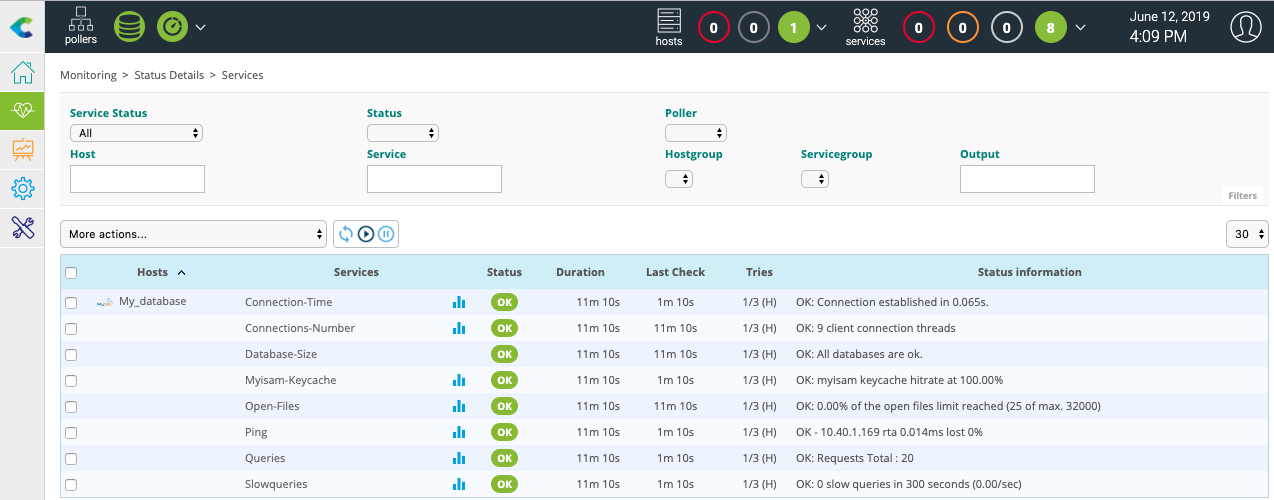 pollers hosts 0 0 1 services 0 0 0 8 June 12, 2019
4:09 PM
Monitoring > Status Details > Services
Service Status Status Poller
All
Host Service Hostgroup Servicegroup Output
Filters
More actions... 30
Hosts Services Status Duration Last Check Tries Status information
My_database Connection-Time OK 11m 10s 1m 10s 1/3 (H) OK: Connection established in 0.065s.
Connections-Number OK 11m 10s 11m 10s 1/3 (H) OK: 9 client connection threads
Database-Size OK 11m 10s 11m 10s 1/3 (H) OK: All databases are ok.
Myisam-Keycache OK 11m 10s 1m 10s 1/3 (H) OK: myisam keycache hitrate at 100.00%
Open-Files OK 11m 10s 11m 10s 1/3 (H) OK: 0.00% of the open files limit reached (25 of max. 32000)
Ping OK 11m 10s 1m 10s 1/3 (H) OK - 10.40.1.169 rta 0.014ms lost 0%
Queries OK 11m 10s 1m 10s 1/3 (H) OK: Requests Total : 20
Slowqueries OK 11m 10s 1m 10s 1/3 (H) OK: 0 slow queries in 300 seconds (0.00/sec)